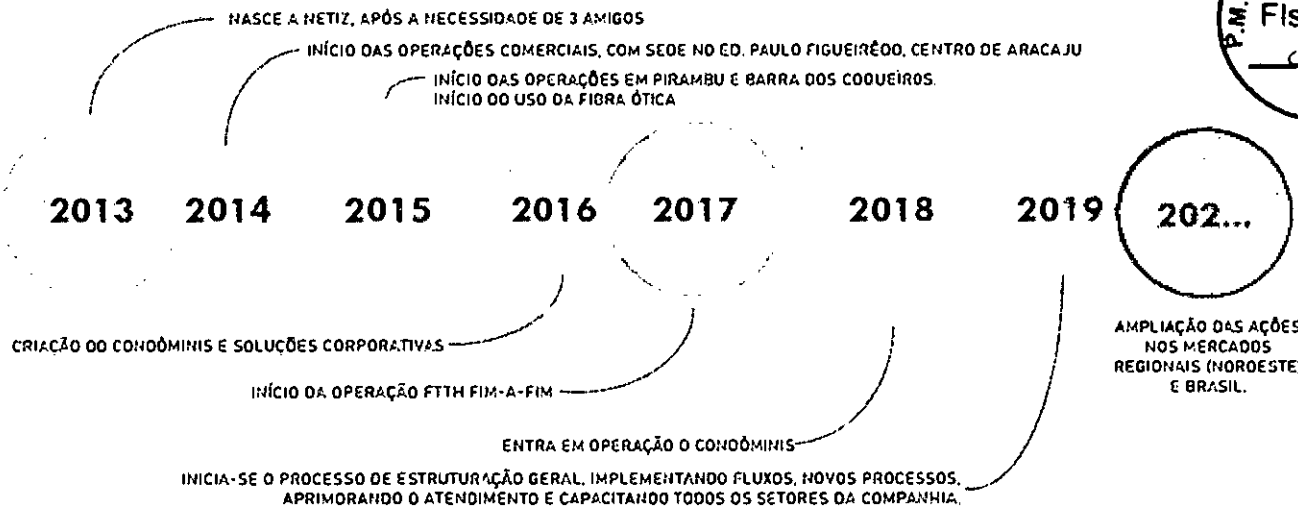 NASCE A NETIZ, APÓS A NECESSIDADE DE 3 AMIGOS
INÍCIO DAS OPERAÇÕES COMERCIAIS, COM SEDE NO ED. PAULO FIGUEIRÊDO, CENTRO DE ARACAJU
INÍCIO DAS OPERAÇÕES EM PIRAMBU E BARRA DOS COQUEIROS.
INÍCIO DO USO DA FIBRA ÓTICA
P.M.
Fls
2013 2014 2015 2016 2017 2018 2019 202...
CRIAÇÃO DO CONDÔMINIS E SOLUÇÕES CORPORATIVAS
INÍCIO DA OPERAÇÃO FTTH FIM-A-FIM
ENTRA EM OPERAÇÃO O CONDÔMINIS
INICIA-SE O PROCESSO DE ESTRUTURAÇÃO GERAL, IMPLEMENTANDO FLUXOS, NOVOS PROCESSOS,
APRIMORANDO O ATENDIMENTO E CAPACITANDO TODOS OS SETORES DA COMPANHIA.
AMPLIAÇÃO DAS AÇÕES
NOS MERCADOS
REGIONAIS (NOROESTE)
E BRASIL.